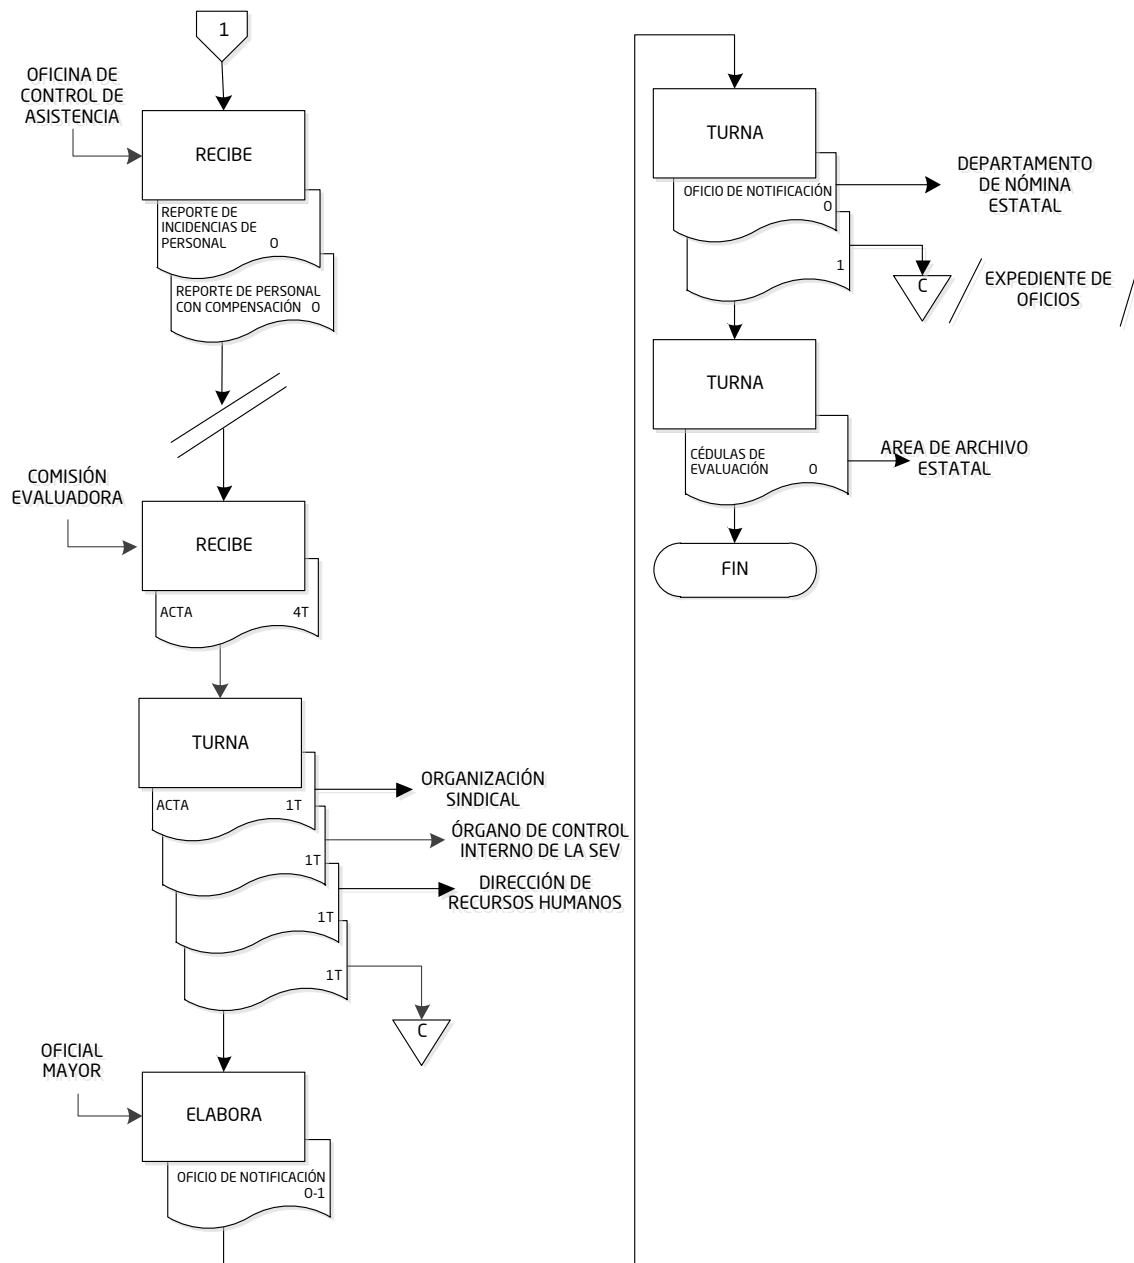 1
OFICINA DE
CONTROL DE
ASISTENCIA
RECIBE
REPORTE DE
INCIDENCIAS DE
PERSONAL O
REPORTE DE PERSONAL
CON COMPENSACIÓN O
COMISIÓN
EVALUADORA
RECIBE
ACTA 4T
TURNA
ACTA 1T
ORGANIZACIÓN
SINDICAL
1T
ÓRGANO DE CONTROL
INTERNO DE LA SEV
1T
DIRECCIÓN DE
RECURSOS HUMANOS
1T
C
OFICIAL
MAYOR
ELABORA
OFICIO DE NOTIFICACIÓN
O-1
TURNA
OFICIO DE NOTIFICACIÓN
O
DEPARTAMENTO
DE NÓMINA
ESTATAL
1
C
EXPEDIENTE DE
OFICIOS
TURNA
CÉDULAS DE
EVALUACIÓN O
AREA DE ARCHIVO
ESTATAL
FIN